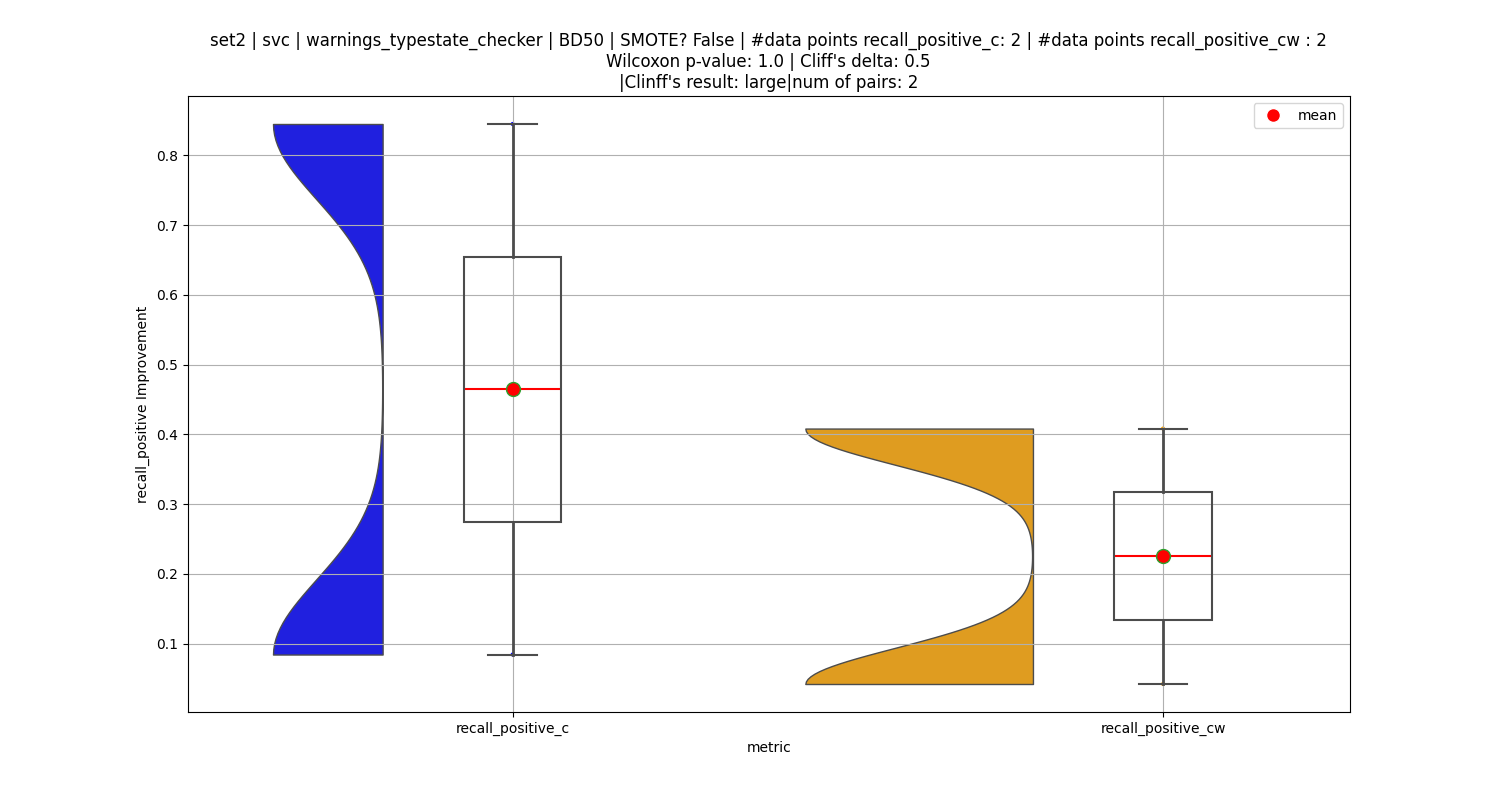 set2 | svc | warnings_typestate_checker | BD50 | SMOTE? False | #data points recall_positive_c: 2 | #data points recall_positive_cw : 2
Wilcoxon p-value: 1.0 | Cliff's delta: 0.5
|Clinff's result: large|num of pairs: 2
mean
recall_positive Improvement
0.8
0.7
0.6
0.5
0.4
0.3
0.2
0.1
recall_positive_c
recall_positive_cw
metric